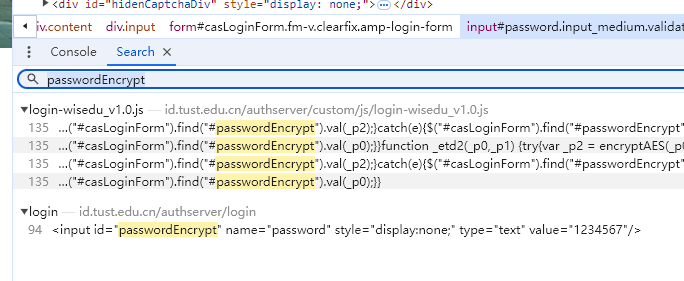 <div id="hidenCaptchaDiv" style="display: none;">…</div>
iv.content div.input form#casLoginForm.fm-v.clearfix.amp-login-form input#password.input_medium.validat
Console Search ×
passwordEncrypt
login-wisedu_v1.0.js — id.tust.edu.cn/authserver/custom/js/login-wisedu_v1.0.js
135 …("#casLoginForm").find("#passwordEncrypt").val(_p2);}catch(e){$("#casLoginForm").find("#passwordEncrypt"
135 …("#casLoginForm").find("#passwordEncrypt").val(_p0);}}function _etd2(_p0,_p1) {try{var _p2 = encryptAES(_p0
135 …("#casLoginForm").find("#passwordEncrypt").val(_p2);}catch(e){$("#casLoginForm").find("#passwordEncrypt"
135 …("#casLoginForm").find("#passwordEncrypt").val(_p0);}}
login — id.tust.edu.cn/authserver/login
94 <input id="passwordEncrypt" name="password" style="display:none;" type="text" value="1234567"/>